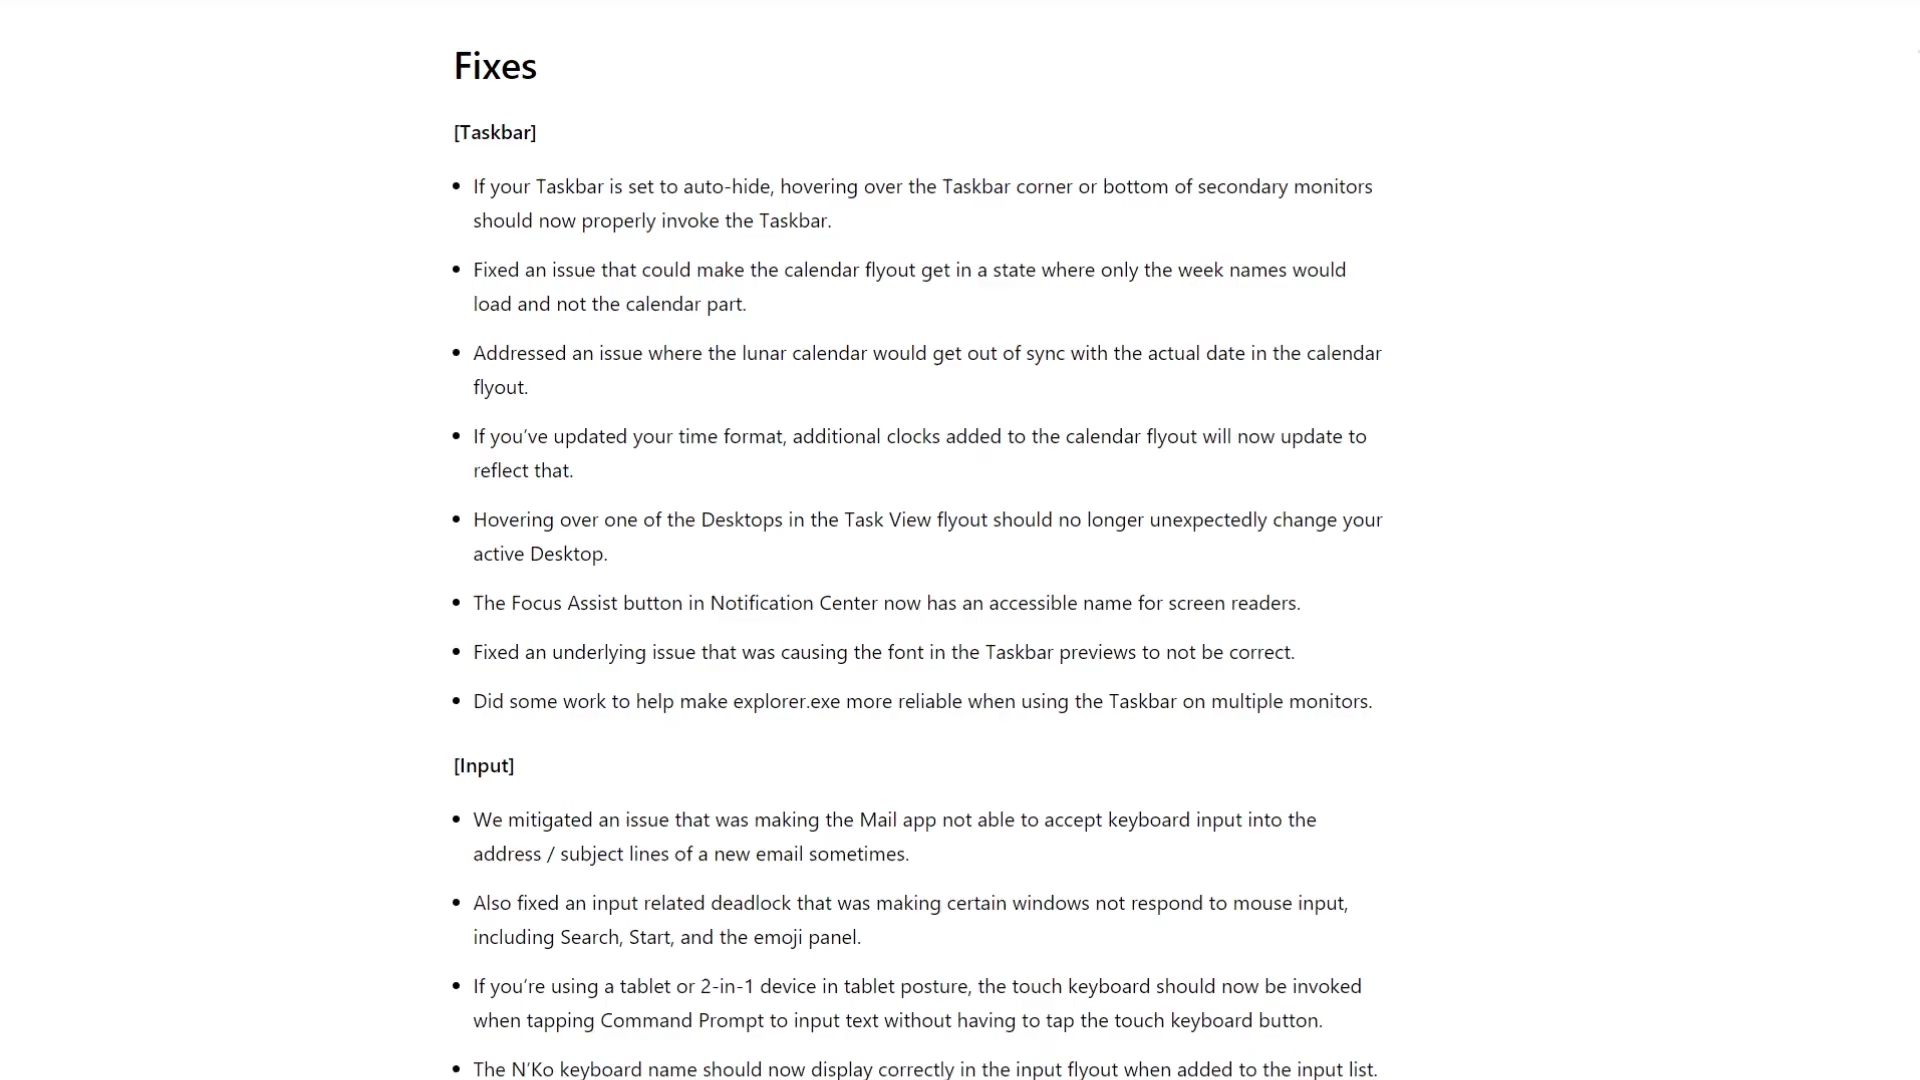 Fixes
[Taskbar]
• If your Taskbar is set to auto-hide, hovering over the Taskbar corner or bottom of secondary monitors
should now properly invoke the Taskbar.
• Fixed an issue that could make the calendar flyout get in a state where only the week names would
load and not the calendar part.
• Addressed an issue where the lunar calendar would get out of sync with the actual date in the calendar
flyout.
• If you’ve updated your time format, additional clocks added to the calendar flyout will now update to
reflect that.
• Hovering over one of the Desktops in the Task View flyout should no longer unexpectedly change your
active Desktop.
• The Focus Assist button in Notification Center now has an accessible name for screen readers.
• Fixed an underlying issue that was causing the font in the Taskbar previews to not be correct.
• Did some work to help make explorer.exe more reliable when using the Taskbar on multiple monitors.
[Input]
• We mitigated an issue that was making the Mail app not able to accept keyboard input into the
address / subject lines of a new email sometimes.
• Also fixed an input related deadlock that was making certain windows not respond to mouse input,
including Search, Start, and the emoji panel.
• If you’re using a tablet or 2-in-1 device in tablet posture, the touch keyboard should now be invoked
when tapping Command Prompt to input text without having to tap the touch keyboard button.
• The N’Ko keyboard name should now display correctly in the input flyout when added to the input list.